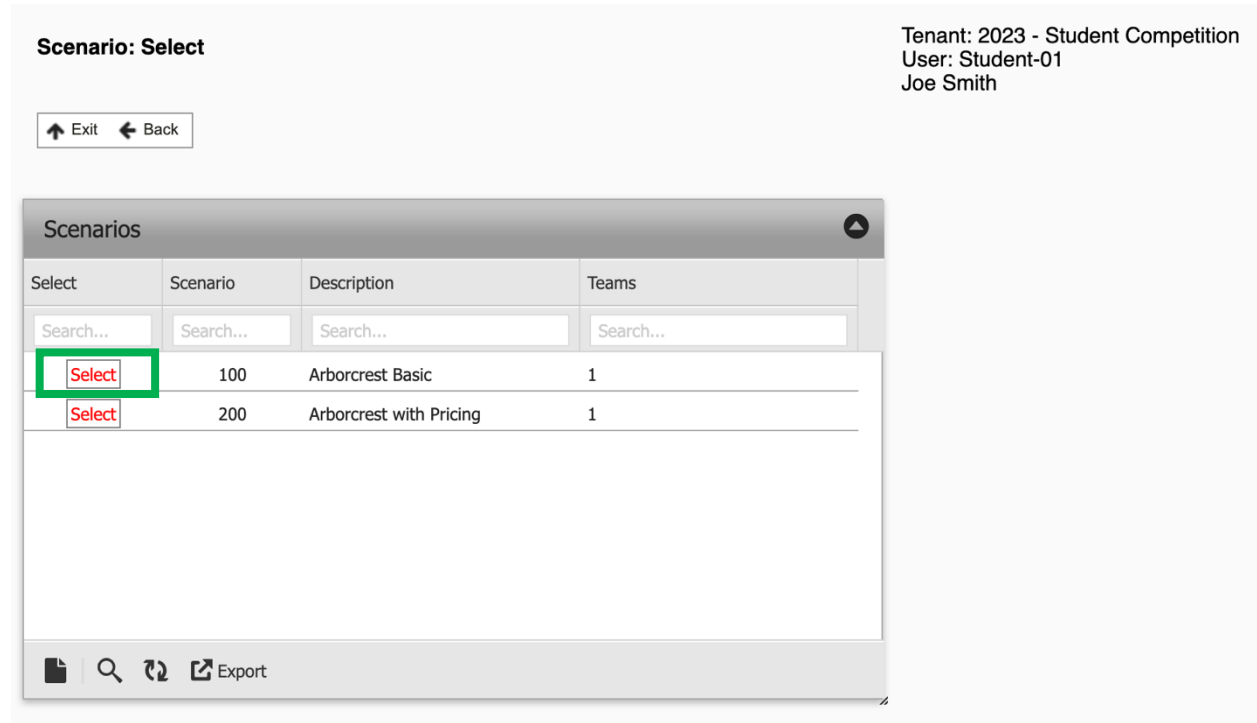 Scenario: Select
Tenant: 2023 - Student Competition
User: Student-01
Joe Smith
Exit Back
Scenarios
Select Scenario Description Teams
Search... Search... Search... Search...
Select 100 Arborcrest Basic 1
Select 200 Arborcrest with Pricing 1
Export